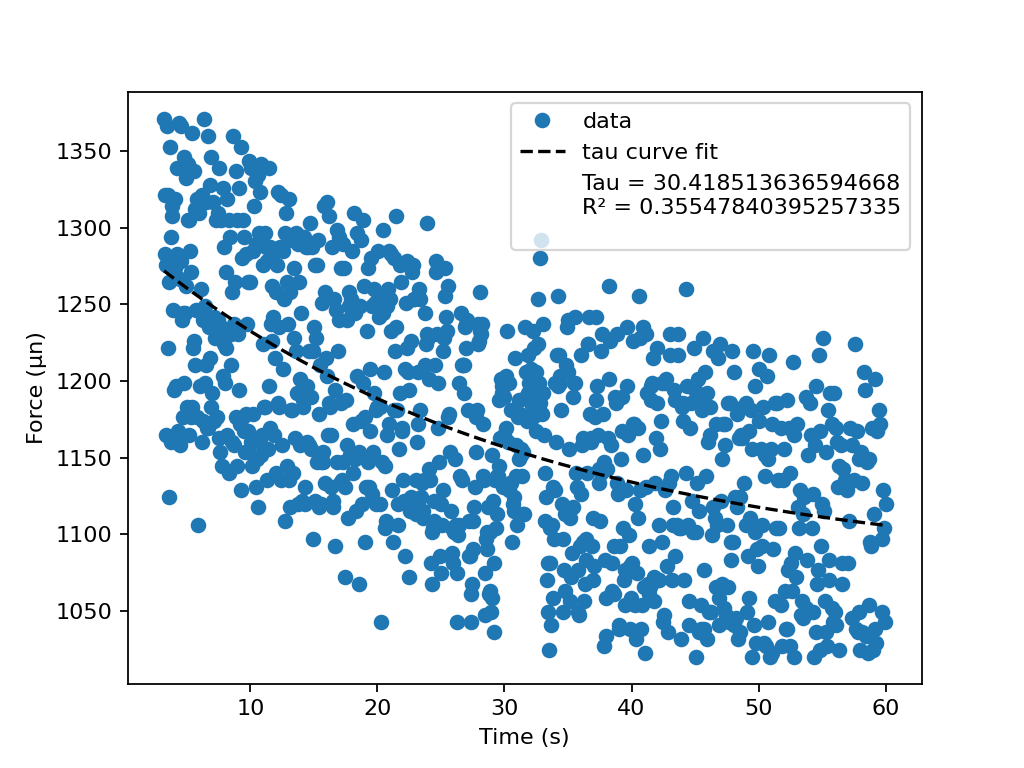 data
tau curve fit
Tau = 30.418513636594668
R² = 0.35547840395257335
1350
1300
1250
1200
1150
1100
1050
Force (µn)
10 20 30 40 50 60
Time (s)